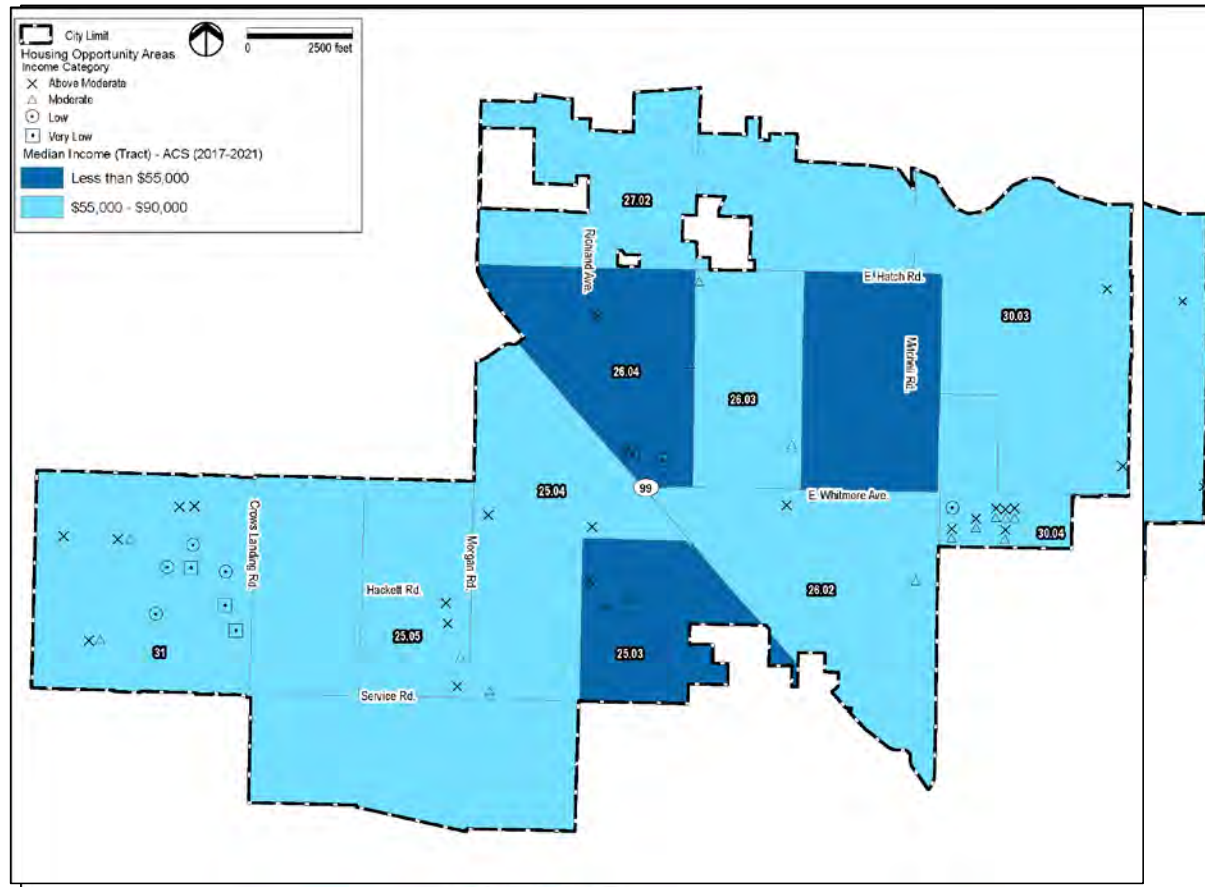 City Limit
0 2500 feet
Housing Opportunity Areas
Income Category
Above Moderate
Moderate
Low
Very Low
Median Income (Tract) - ACS (2017-2021)
Less than $55,000
$55,000 - $90,000
27.02
Richland Ave.
E. Hatch Rd.
30.03
Mitchell Rd.
26.04
26.03
25.04
99
E. Whitmore Ave.
30.04
Crows Landing Rd.
Morgan Rd.
Hackett Rd.
26.02
25.05
31
25.03
Service Rd.